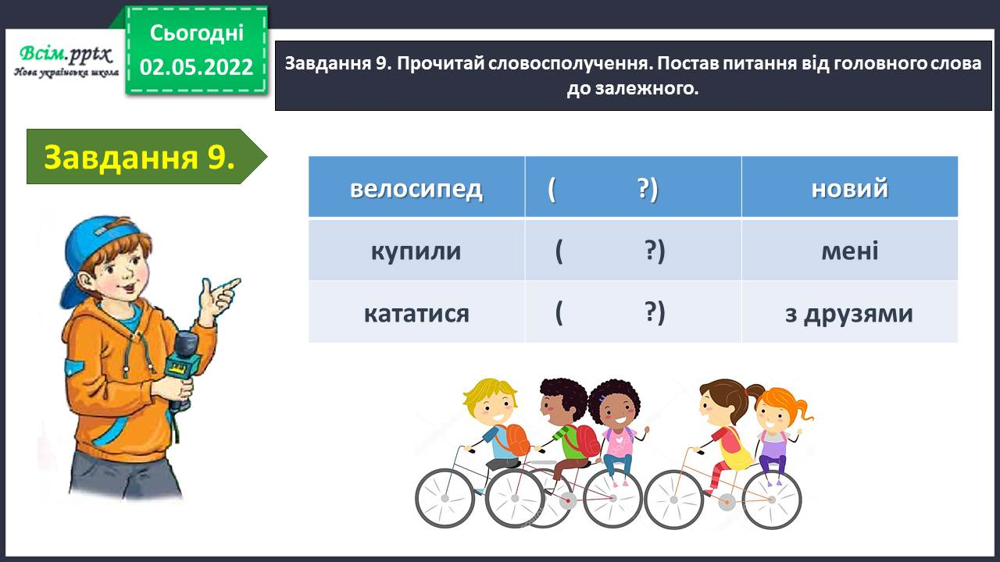 Сьогодні
02.05.2022
Всім.pptx
Нова українська школа
Завдання 9. Прочитай словосполучення. Постав питання від головного слова
до залежного.
Завдання 9.
велосипед ( ?) новий
купили ( ?) мені
кататися ( ?) з друзями